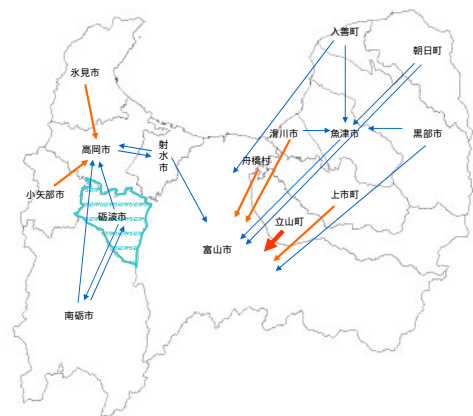 入善町
朝日町
氷見市
滑川市
魚津市
黒部市
射
水
市
高岡市
舟橋村
小矢部市
上市町
砺波市
立山町
富山市
南砺市